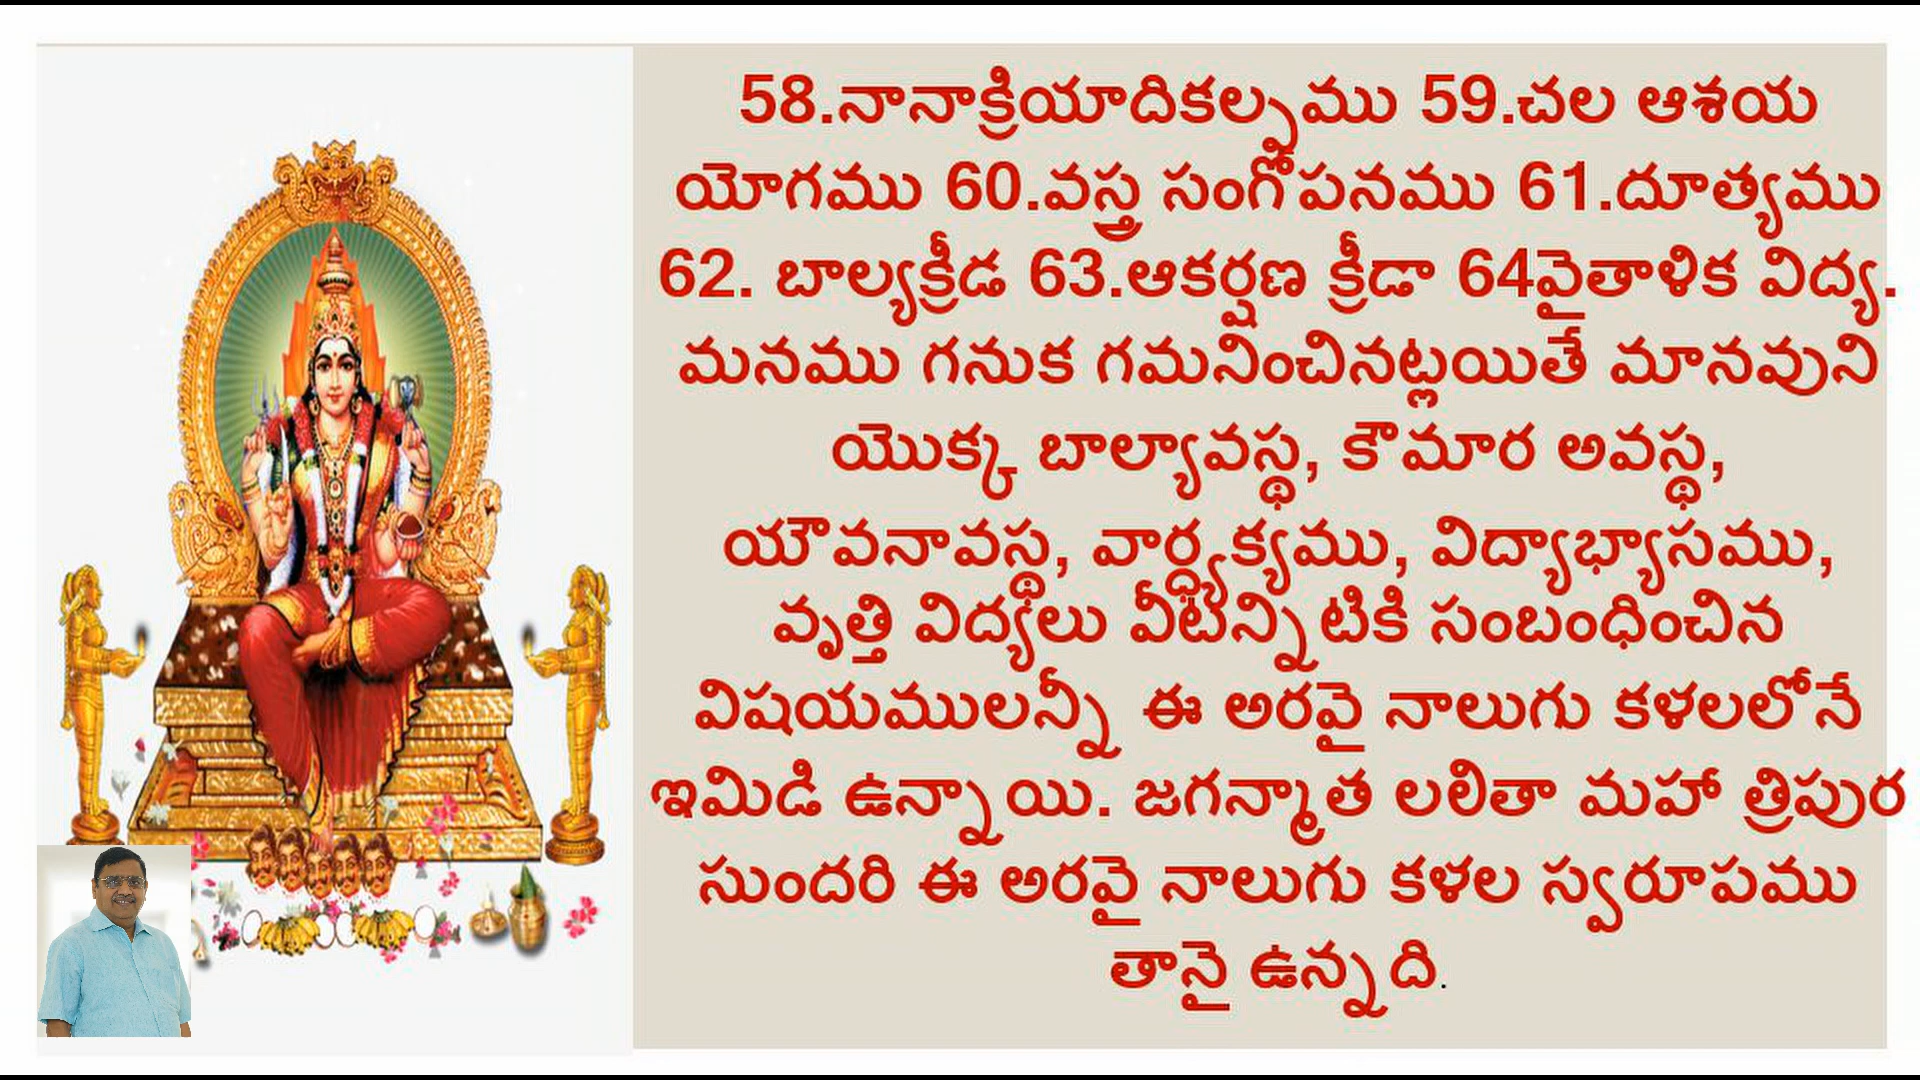 58.నానాక్రియాదికల్పము 59.చల ఆశయ
యోగము 60.వస్త్ర సంగోపనము 61.దూత్యము
62. బాల్యక్రీడ 63.ఆకర్షణ క్రీడా 64వైతాళిక విద్య.
మనము గనుక గమనించినట్లయితే మానవుని
యొక్క బాల్యావస్థ, కౌమార అవస్థ,
యౌవనావస్థ, వార్ధ్యక్యము, విద్యాభ్యాసము,
వృత్తి విద్యలు వీటన్నిటికి సంబంధించిన
విషయములన్నీ ఈ అరవై నాలుగు కళలలోనే
ఇమిడి ఉన్నాయి. జగన్మాత లలితా మహా త్రిపుర
సుందరి ఈ అరవై నాలుగు కళల స్వరూపము
తానై ఉన్నది.